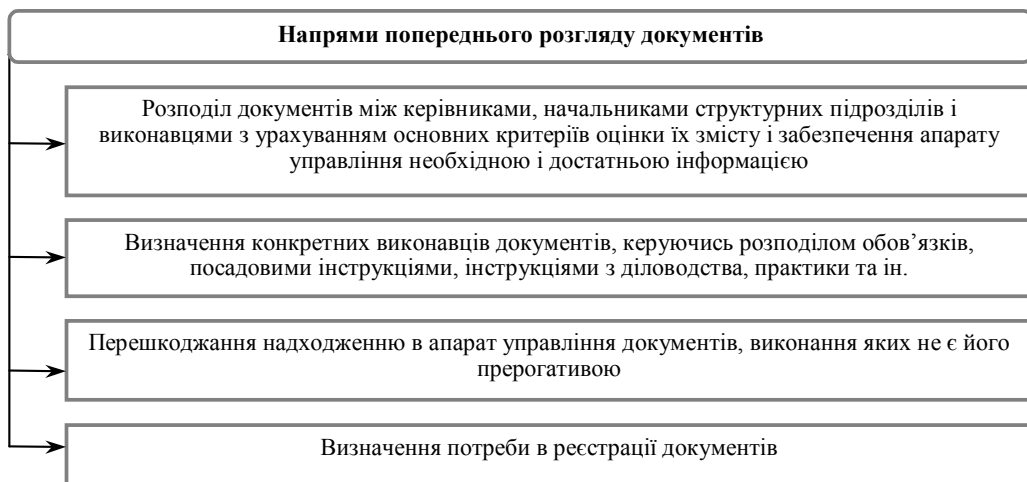 Напрями попереднього розгляду документів
Розподіл документів між керівниками, начальниками структурних підрозділів і
виконавцями з урахуванням основних критеріїв оцінки їх змісту і забезпечення апарату
управління необхідною і достатньою інформацією
Визначення конкретних виконавців документів, керуючись розподілом обов’язків,
посадовими інструкціями, інструкціями з діловодства, практики та ін.
Перешкоджання надходженню в апарат управління документів, виконання яких не є його
прерогативою
Визначення потреби в реєстрації документів